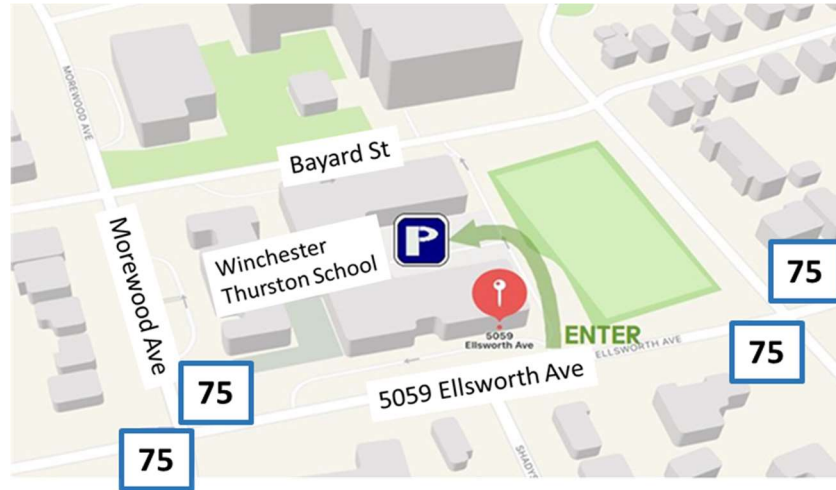 MOREWOOD AVE
Bayard St
Morewood Ave
Winchester
Thurston School
P
75
5059
Ellsworth Ave
ENTER
ELLSWORTH AVE
75
75
5059 Ellsworth Ave
75
SHADYS